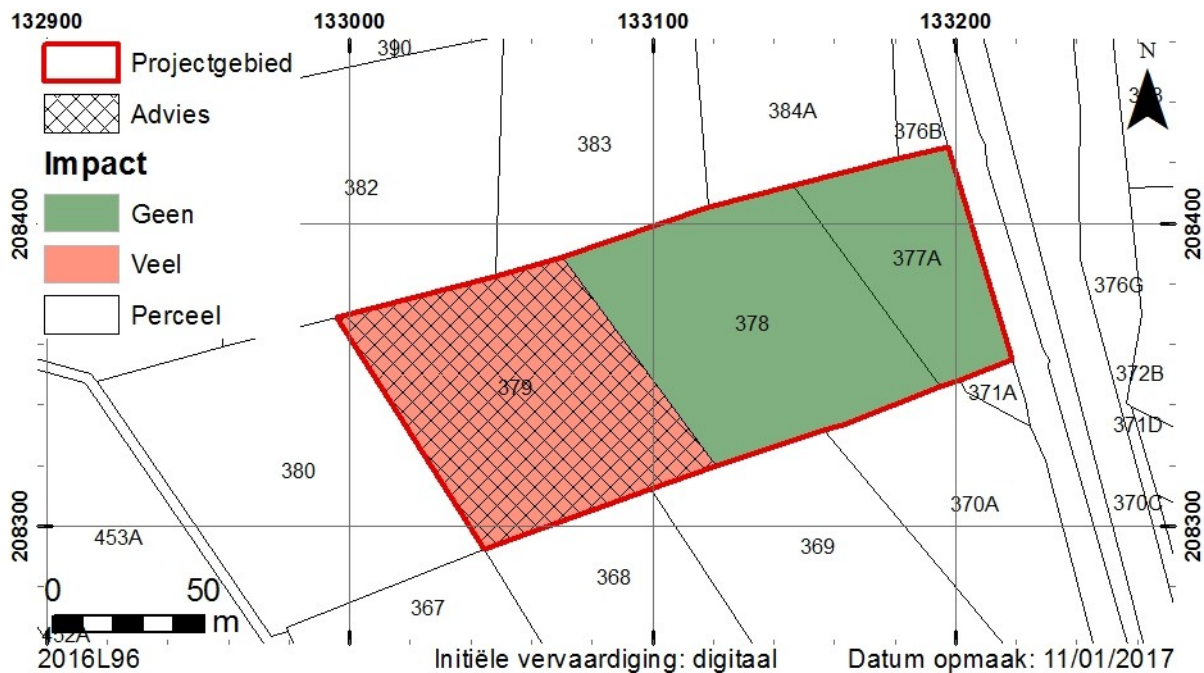 132900 133000 133100 133200
Projectgebied
Advies
Impact
Geen
Veel
Perceel
N
390
384A
383
376B
382
208400
208400
377A
376G
378
372B
379
371A
371D
380
370A
370C
208300
208300
453A
369
368
367
0 50
m
452A
2016L96
Initiële vervaardiging: digitaal
Datum opmaak: 11/01/2017